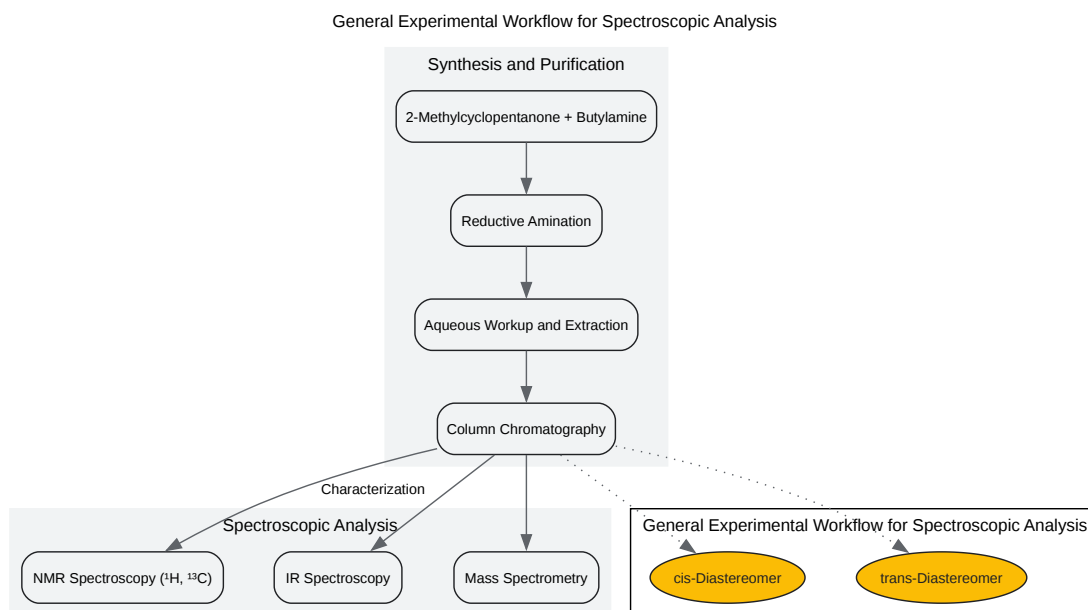 General Experimental Workflow for Spectroscopic Analysis
Synthesis and Purification
2-Methylcyclopentanone + Butylamine
Reductive Amination
Aqueous Workup and Extraction
Column Chromatography
Characterization
Spectroscopic Analysis
NMR Spectroscopy (¹H, ¹³C)
IR Spectroscopy
Mass Spectrometry
General Experimental Workflow for Spectroscopic Analysis
cis-Diastereomer
trans-Diastereomer